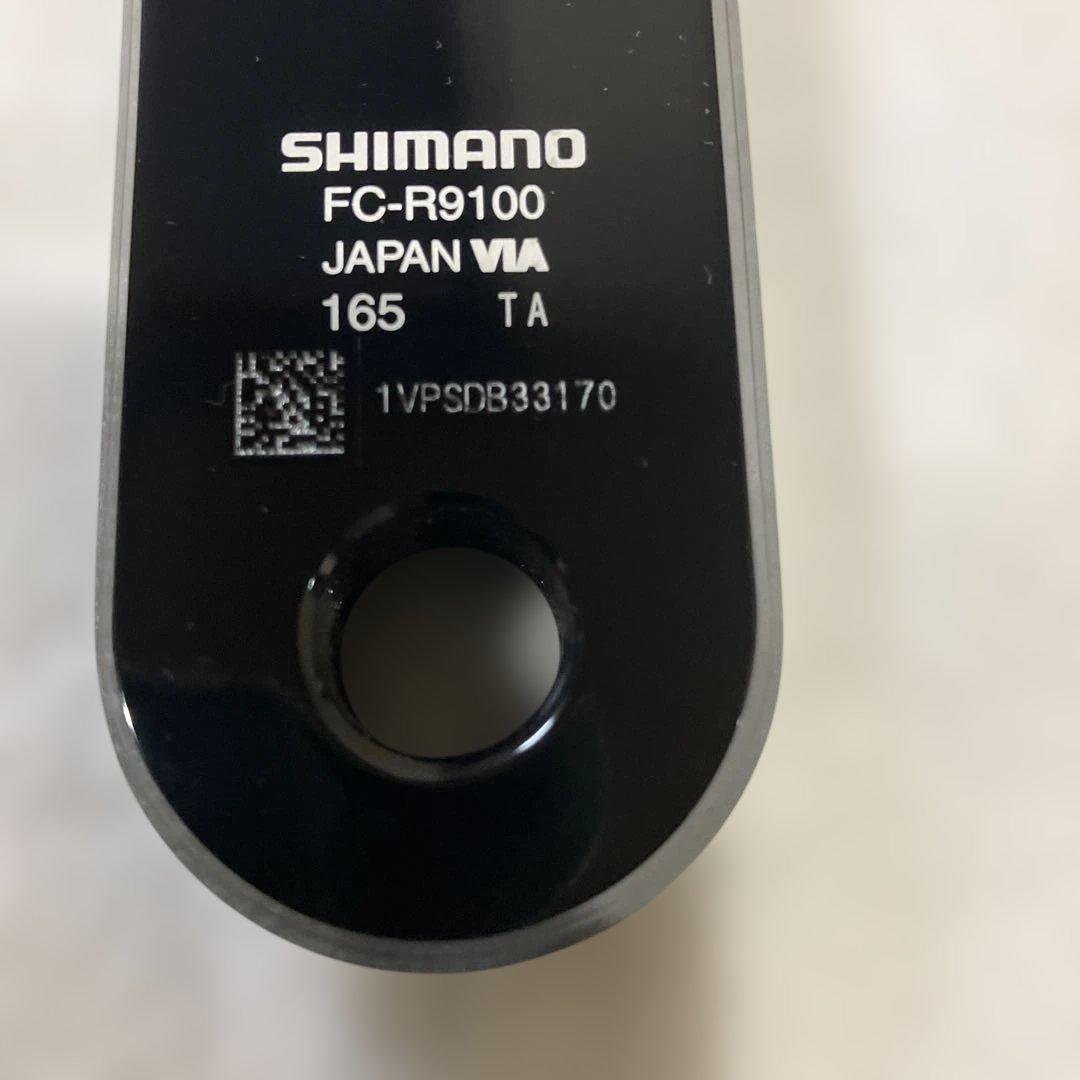 SHIMANO
FC-R9100
JAPAN VIA
165 TA
1VPSDB33170